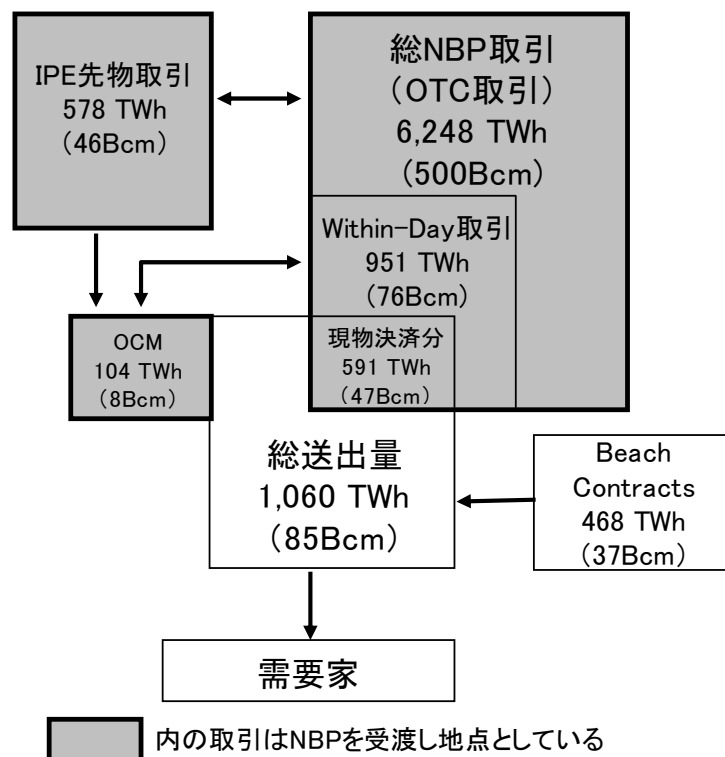 IPE先物取引
578 TWh
(46Bcm)
総NBP取引
(OTC取引)
6,248 TWh
(500Bcm)
Within-Day取引
951 TWh
(76Bcm)
OCM
104 TWh
(8Bcm)
現物決済分
591 TWh
(47Bcm)
総送出量
1,060 TWh
(85Bcm)
Beach
Contracts
468 TWh
(37Bcm)
需要家
内の取引はNBPを受渡し地点としている